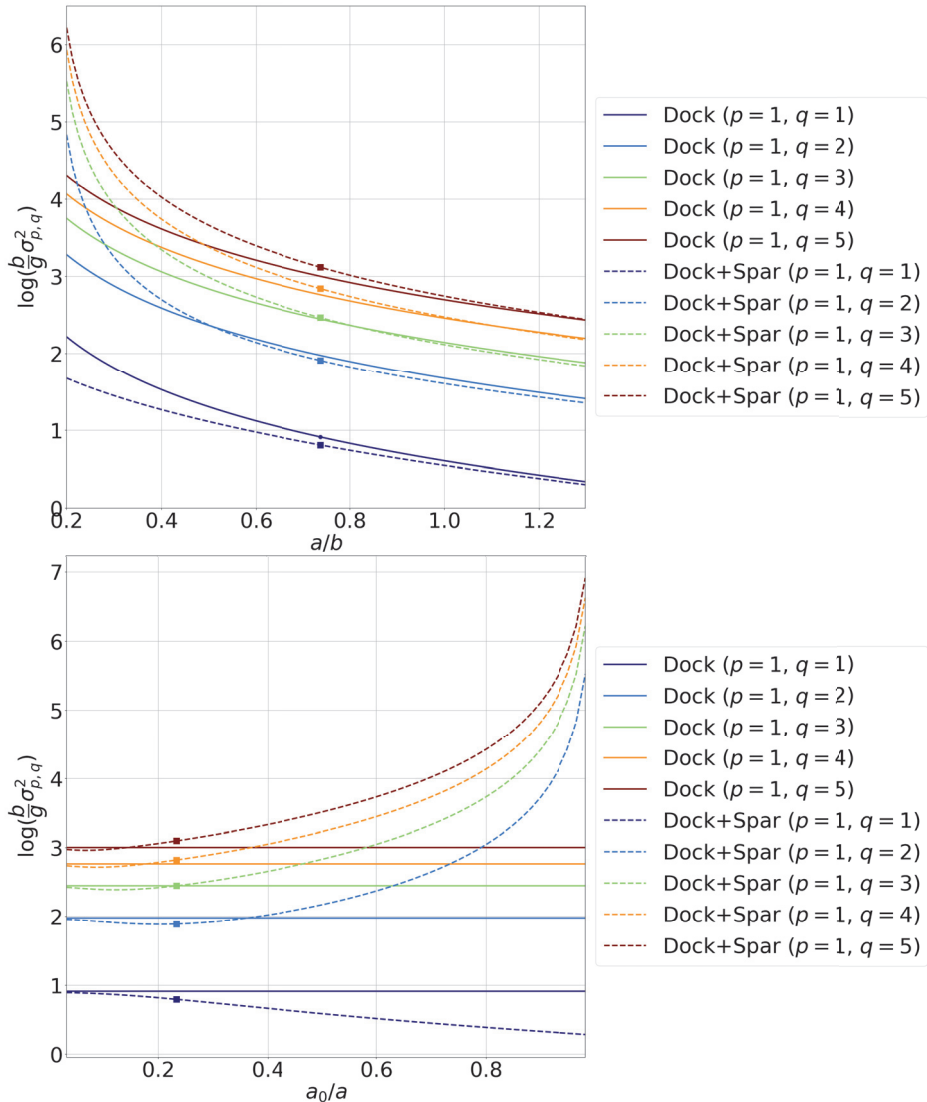 log(b/g σ²p,q)
6
5
4
3
2
1
0
0.2 0.4 0.6 0.8 1.0 1.2
a/b
Dock (p = 1, q = 1)
Dock (p = 1, q = 2)
Dock (p = 1, q = 3)
Dock (p = 1, q = 4)
Dock (p = 1, q = 5)
Dock+Spar (p = 1, q = 1)
Dock+Spar (p = 1, q = 2)
Dock+Spar (p = 1, q = 3)
Dock+Spar (p = 1, q = 4)
Dock+Spar (p = 1, q = 5)
log(b/g σ²p,q)
7
6
5
4
3
2
1
0
0.2 0.4 0.6 0.8
a₀/a
Dock (p = 1, q = 1)
Dock (p = 1, q = 2)
Dock (p = 1, q = 3)
Dock (p = 1, q = 4)
Dock (p = 1, q = 5)
Dock+Spar (p = 1, q = 1)
Dock+Spar (p = 1, q = 2)
Dock+Spar (p = 1, q = 3)
Dock+Spar (p = 1, q = 4)
Dock+Spar (p = 1, q = 5)